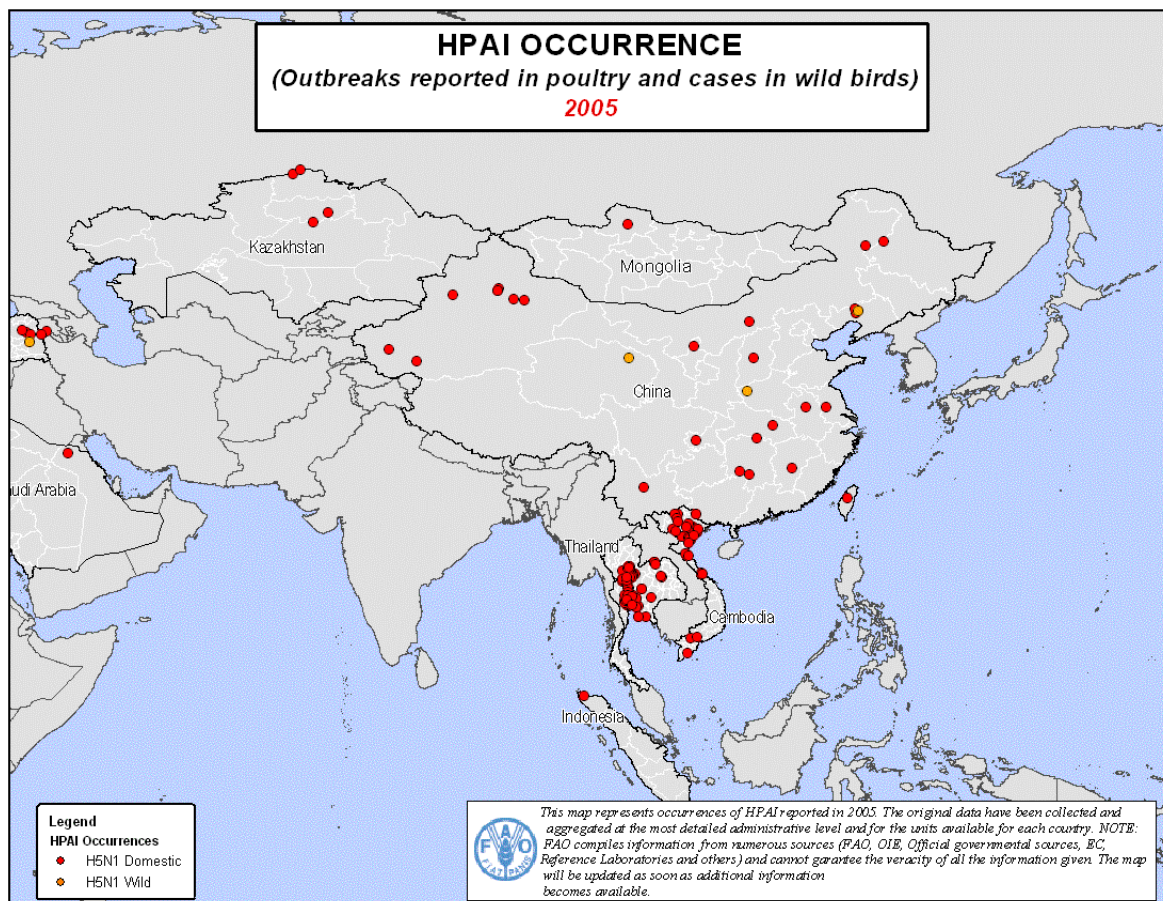 HPAI OCCURRENCE
(Outbreaks reported in poultry and cases in wild birds)
2005
Kazakhstan
Mongolia
China
udi Arabia
Thailand
Cambodia
Indonesia
Legend
HPAI Occurrences
H5N1 Domestic
H5N1 Wild
F A O
FIAT PANIS
This map represents occurrences of HPAI reported in 2005. The original data have been collected and
aggregated at the most detailed administrative level and for the units available for each country. NOTE:
FAO compiles information from numerous sources (FAO, OIE, Official governmental sources, EC,
Reference Laboratories and others) and cannot garantee the veracity of all the information given. The map
will be updated as soon as additional information
becomes available.